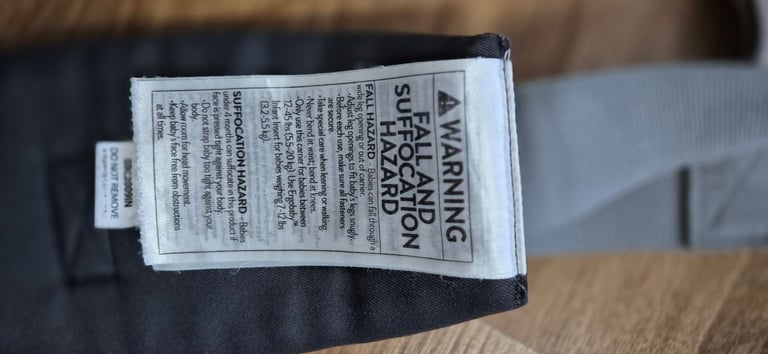 WARNING
FALL AND
SUFFOCATION
HAZARD
FALL HAZARD - Babies can fall through a
wide leg opening or out of carrier.
•Adjust leg openings to fit baby's legs snugly.
•Before each use, make sure all fasteners
are secure.
•Take special care when leaning or walking.
•Never bend at waist; bend at knees.
•Only use this carrier for babies between
12-45 lbs (5.5-20 kg). Use Ergobaby™
Infant Insert for babies weighing 7-12 lbs
(3.2-5.5 kg).
SUFFOCATION HAZARD - Babies
under 4 months can suffocate in this product if
face is pressed tight against your body.
•Do not strap baby too tight against your
body.
•Allow room for head movement.
•Keep baby's face free from obstructions
at all times.
DO NOT REMOVE